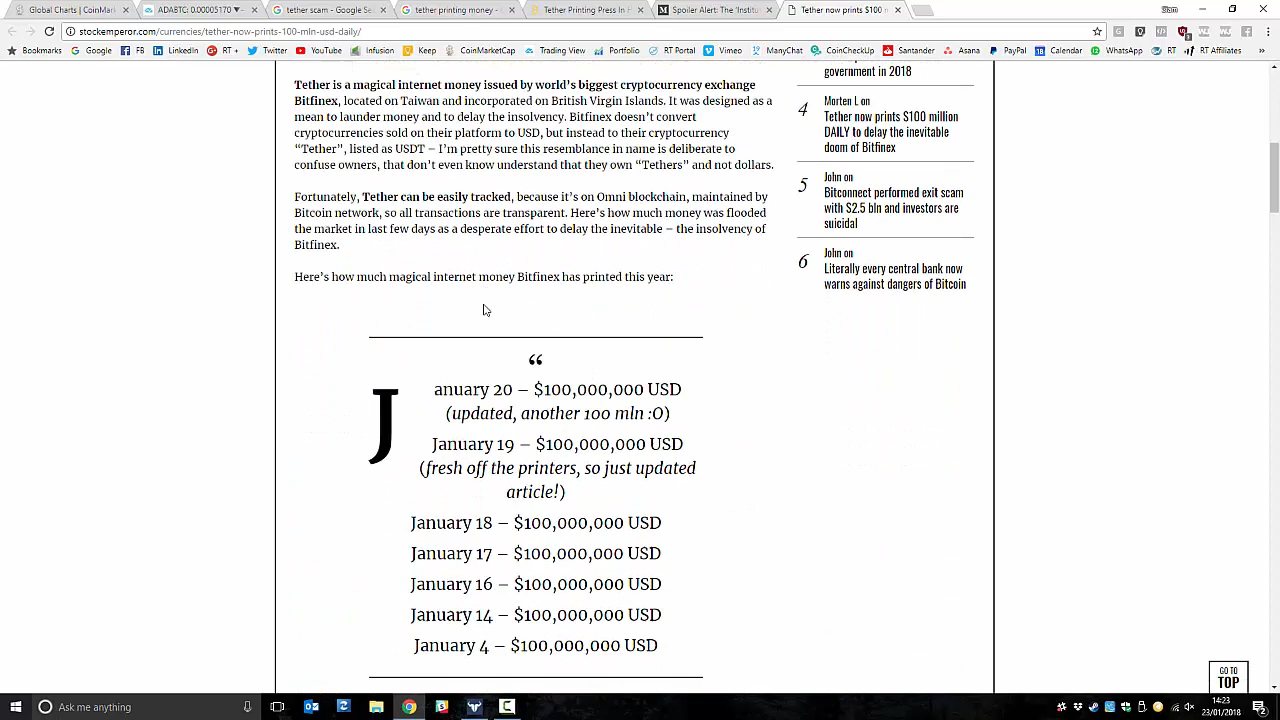 Global Charts | CoinMark
ADABTC: 0.00005170 ▼
tether scam - Google Sea
tether printing money -
Tether Printing Press In H
Spoiler Alert: The 'Institut
Tether now prints $100 m
stockemperor.com/currencies/tether-now-prints-100-mln-usd-daily/
Bookmarks Google FB LinkedIn RT Twitter YouTube Infusion Keep CoinMarketCap Trading View Portfolio RT Portal Vimeo ManyChat CoinCheckUp Santander Asana PayPal Calendar WhatsApp RT RT Affiliates »
Tether is a magical internet money issued by world's biggest cryptocurrency exchange
Bitfinex, located on Taiwan and incorporated on British Virgin Islands. It was designed as a
mean to launder money and to delay the insolvency. Bitfinex doesn't convert
cryptocurrencies sold on their platform to USD, but instead to their cryptocurrency
“Tether”, listed as USDT – I'm pretty sure this resemblance in name is deliberate to
confuse owners, that don't even know understand that they own “Tethers” and not dollars.
Fortunately, Tether can be easily tracked, because it's on Omni blockchain, maintained by
Bitcoin network, so all transactions are transparent. Here's how much money was flooded
the market in last few days as a desperate effort to delay the inevitable – the insolvency of
Bitfinex.
Here's how much magical internet money Bitfinex has printed this year:
“
January 20 – $100,000,000 USD
(updated, another 100 mln :O)
January 19 – $100,000,000 USD
(fresh off the printers, so just updated
article!)
January 18 – $100,000,000 USD
January 17 – $100,000,000 USD
January 16 – $100,000,000 USD
January 14 – $100,000,000 USD
January 4 – $100,000,000 USD
government in 2018
4
Morten L on
Tether now prints $100 million
DAILY to delay the inevitable
doom of Bitfinex
5
John on
Bitconnect performed exit scam
with $2.5 bln and investors are
suicidal
6
John on
Literally every central bank now
warns against dangers of Bitcoin
GO TO
TOP
Ask me anything
14:23
23/01/2018